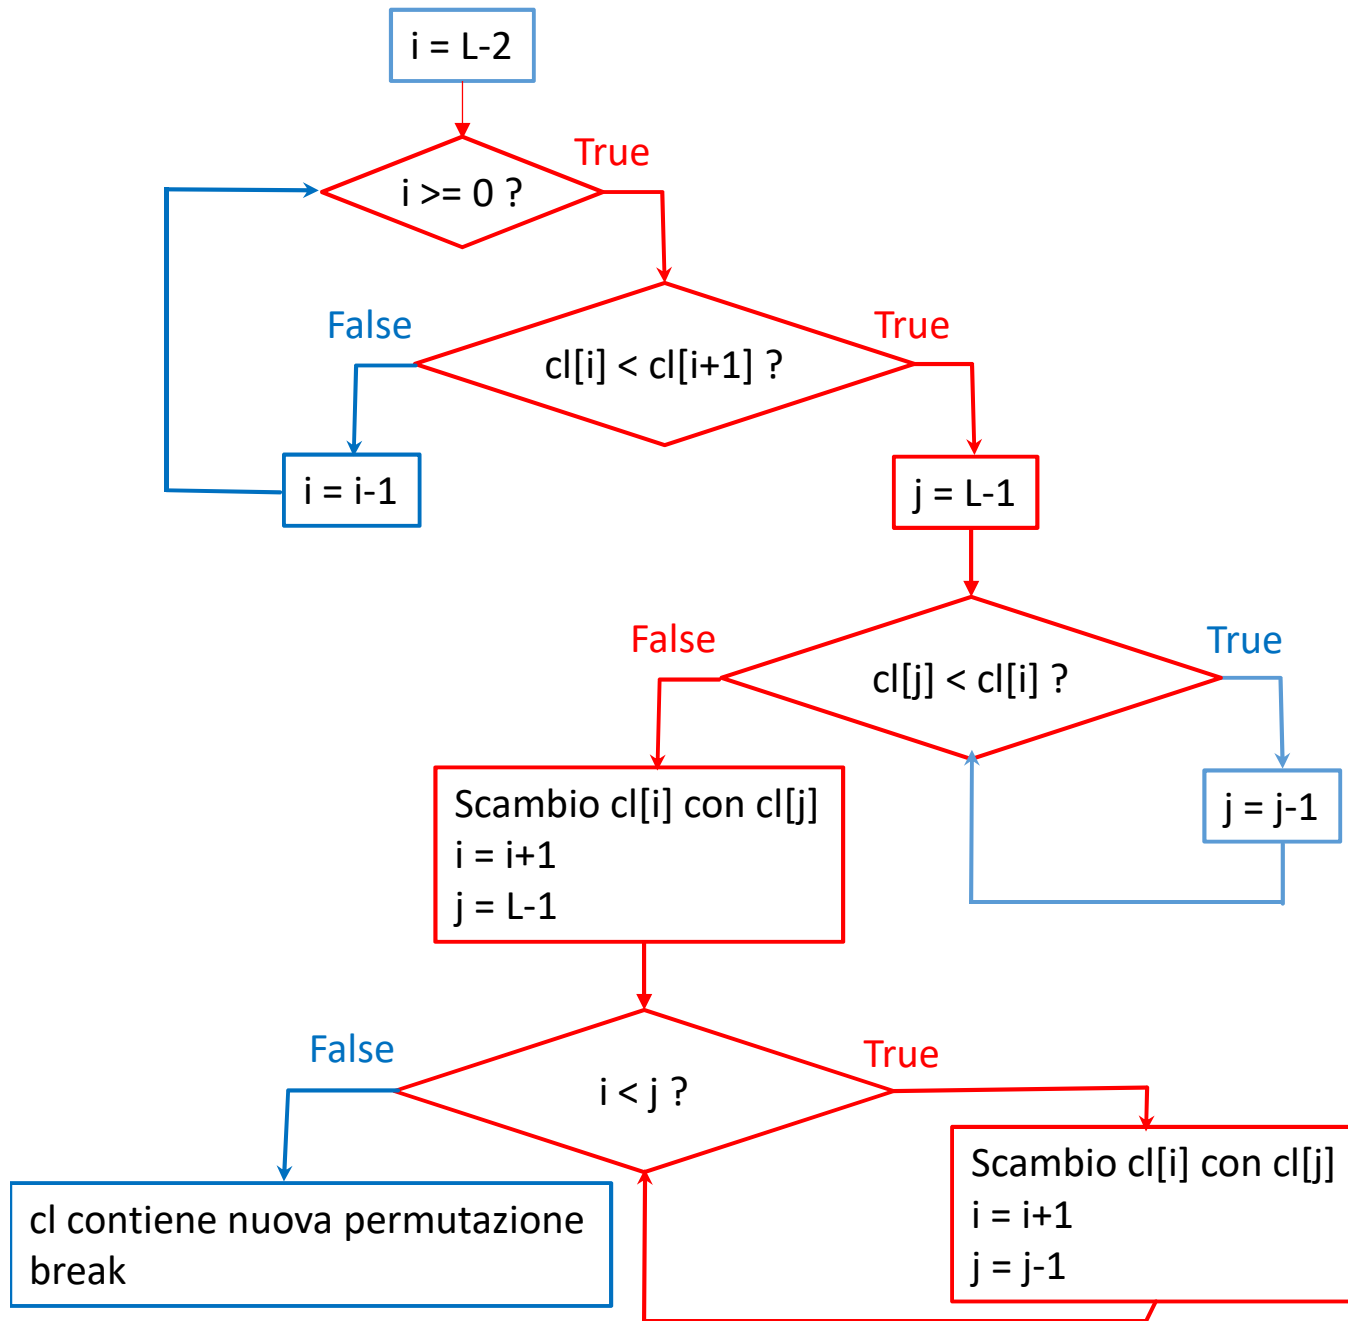 i = L-2
True
i >= 0 ?
False
True
cl[i] < cl[i+1] ?
i = i-1
j = L-1
False
True
cl[j] < cl[i] ?
Scambio cl[i] con cl[j]
i = i+1
j = L-1
j = j-1
False
True
i < j ?
cl contiene nuova permutazione
break
Scambio cl[i] con cl[j]
i = i+1
j = j-1